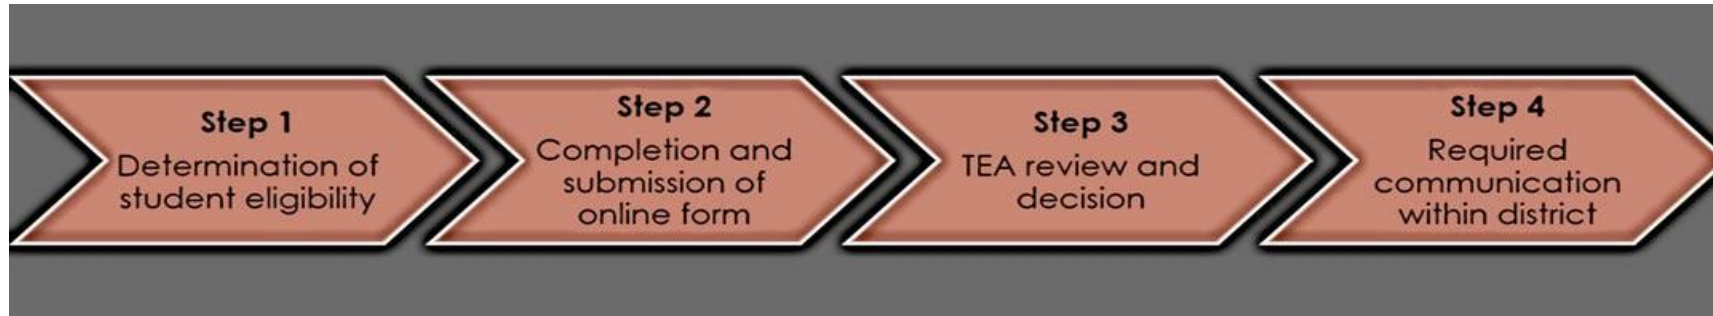 Step 1
Determination of
student eligibility
Step 2
Completion and
submission of
online form
Step 3
TEA review and
decision
Step 4
Required
communication
within district